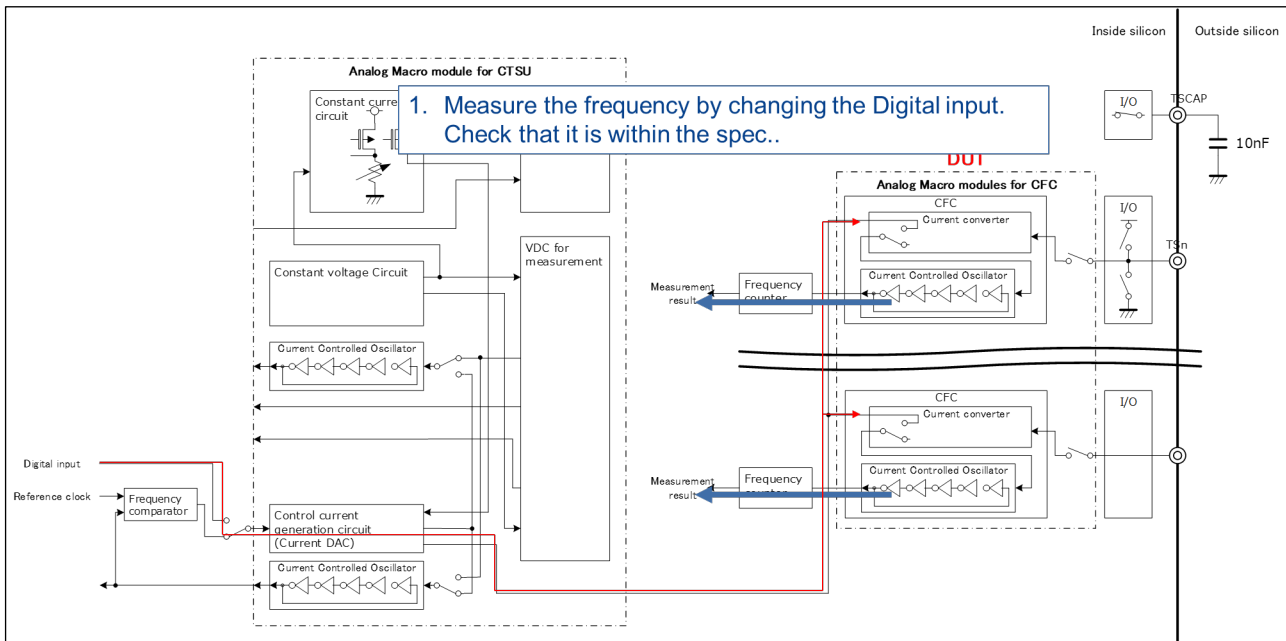 Inside silicon
Outside silicon
Analog Macro module for CTSU
Constant curren
circuit
1. Measure the frequency by changing the Digital input.
Check that it is within the spec..
I/O
TSCAP
10nF
DUT
Analog Macro modules for CFC
CFC
Current converter
I/O
TSn
VDC for
measurement
Constant voltage Circuit
Current Controlled Oscillator
Measurement
result
Frequency
counter
Current Controlled Oscillator
CFC
Current converter
I/O
Digital input
Reference clock
Frequency
comparator
Control current
generation circuit
(Current DAC)
Measurement
result
Frequency
counter
Current Controlled Oscillator
Current Controlled Oscillator